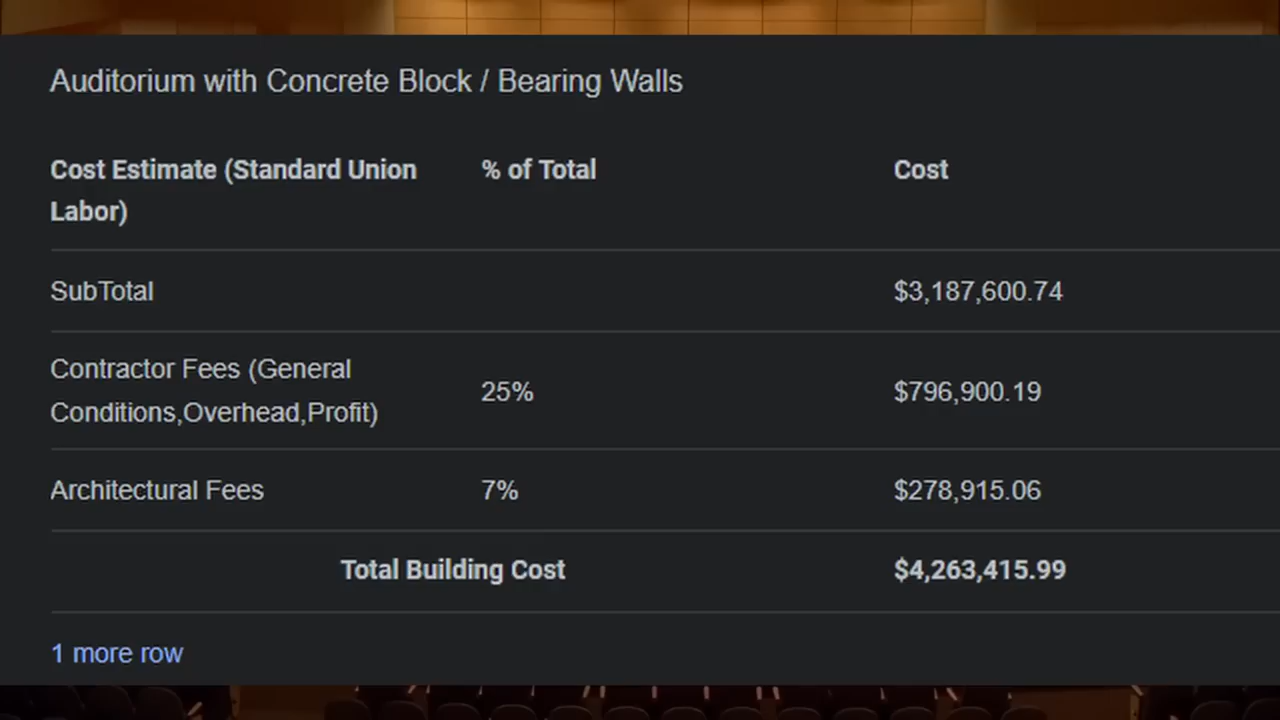 Auditorium with Concrete Block / Bearing Walls
Cost Estimate (Standard Union Labor) % of Total Cost
SubTotal $3,187,600.74
Contractor Fees (General Conditions,Overhead,Profit) 25% $796,900.19
Architectural Fees 7% $278,915.06
Total Building Cost $4,263,415.99
1 more row